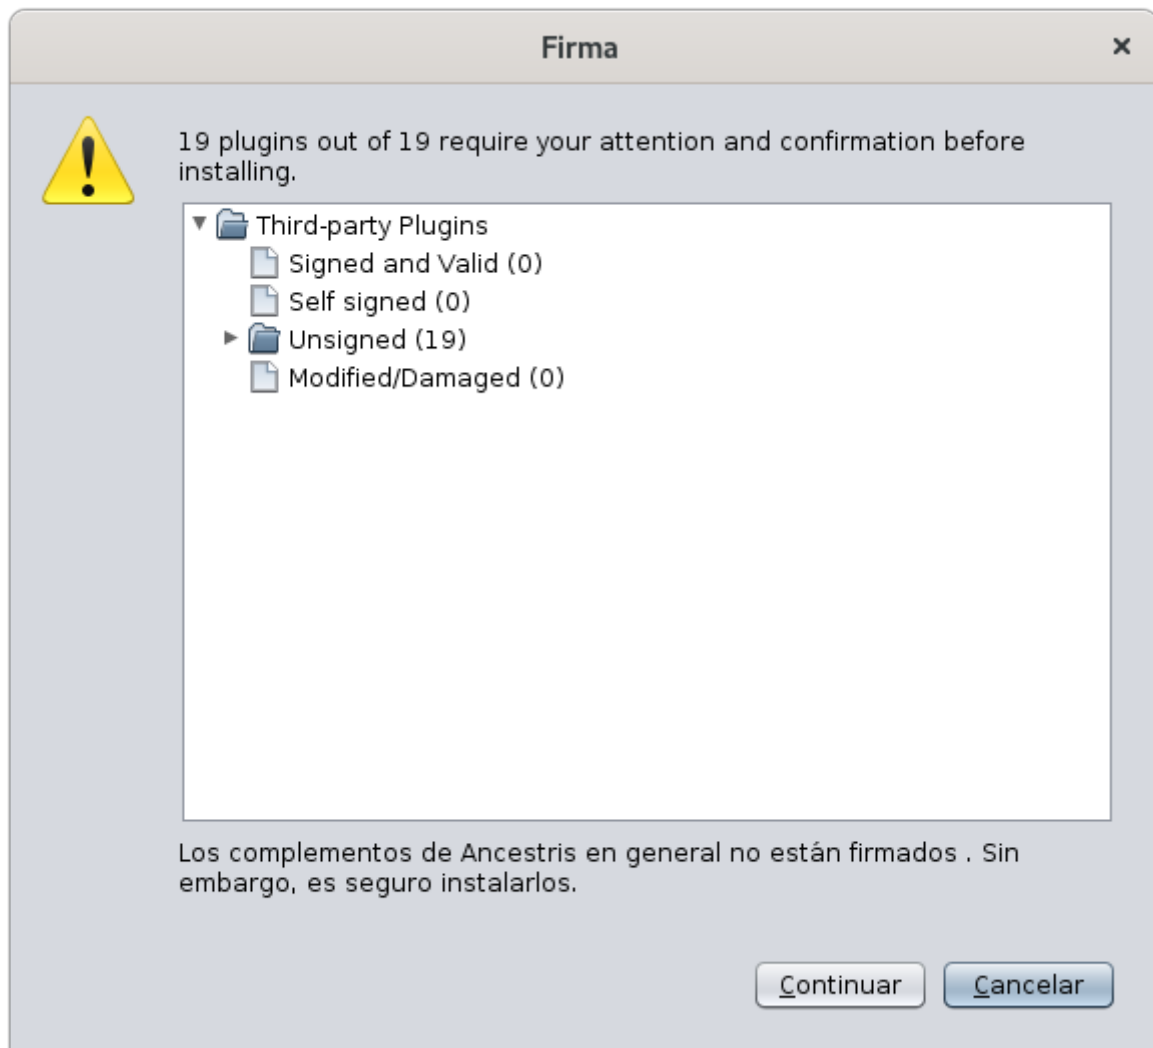 Firma
19 plugins out of 19 require your attention and confirmation before
installing.
Third-party Plugins
Signed and Valid (0)
Self signed (0)
Unsigned (19)
Modified/Damaged (0)
Los complementos de Ancestris en general no están firmados . Sin
embargo, es seguro instalarlos.
Continuar
Cancelar